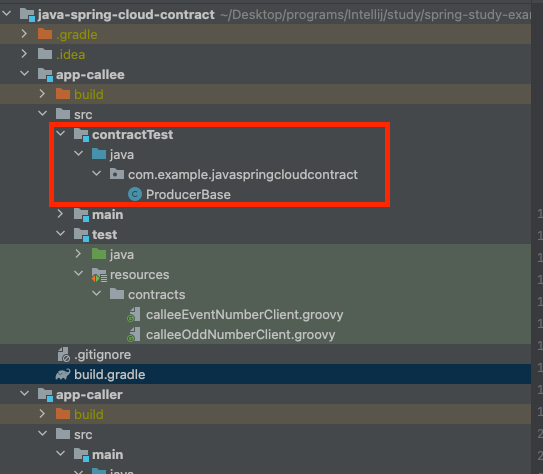 java-spring-cloud-contract ~/Desktop/programs/Intellij/study/spring-study-exa
.gradle
.idea
app-callee
build
src
contractTest
java
com.example.javaspringcloudcontract
ProducerBase
main
test
java
resources
contracts
calleeEventNumberClient.groovy
calleeOddNumberClient.groovy
.gitignore
build.gradle
app-caller
build
src
main
java